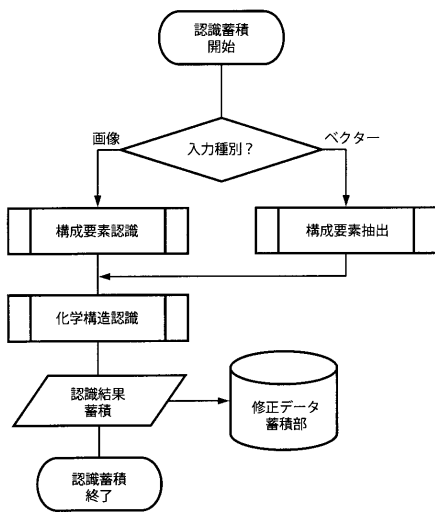 認識蓄積
開始
入力種別？
画像
ベクター
構成要素認識
構成要素抽出
化学構造認識
認識結果
蓄積
修正データ
蓄積部
認識蓄積
終了